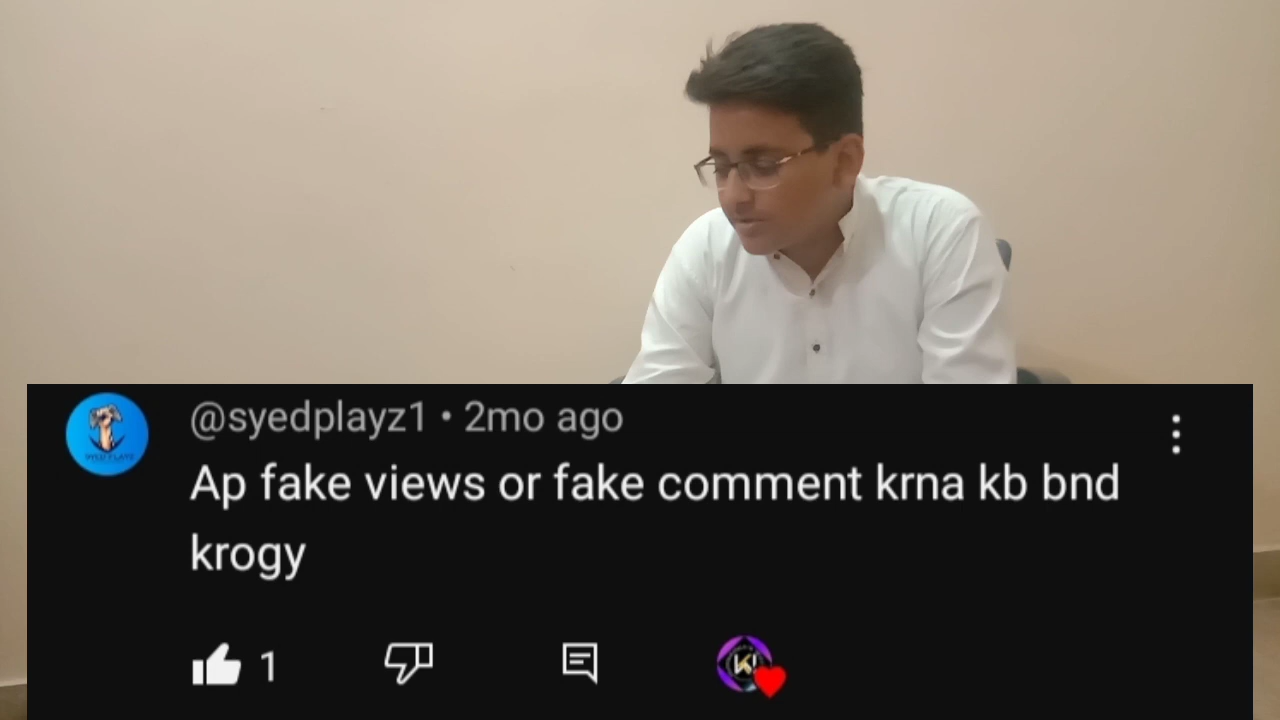 @syedplayz1 • 2mo ago
Ap fake views or fake comment krna kb bnd
krogy
1